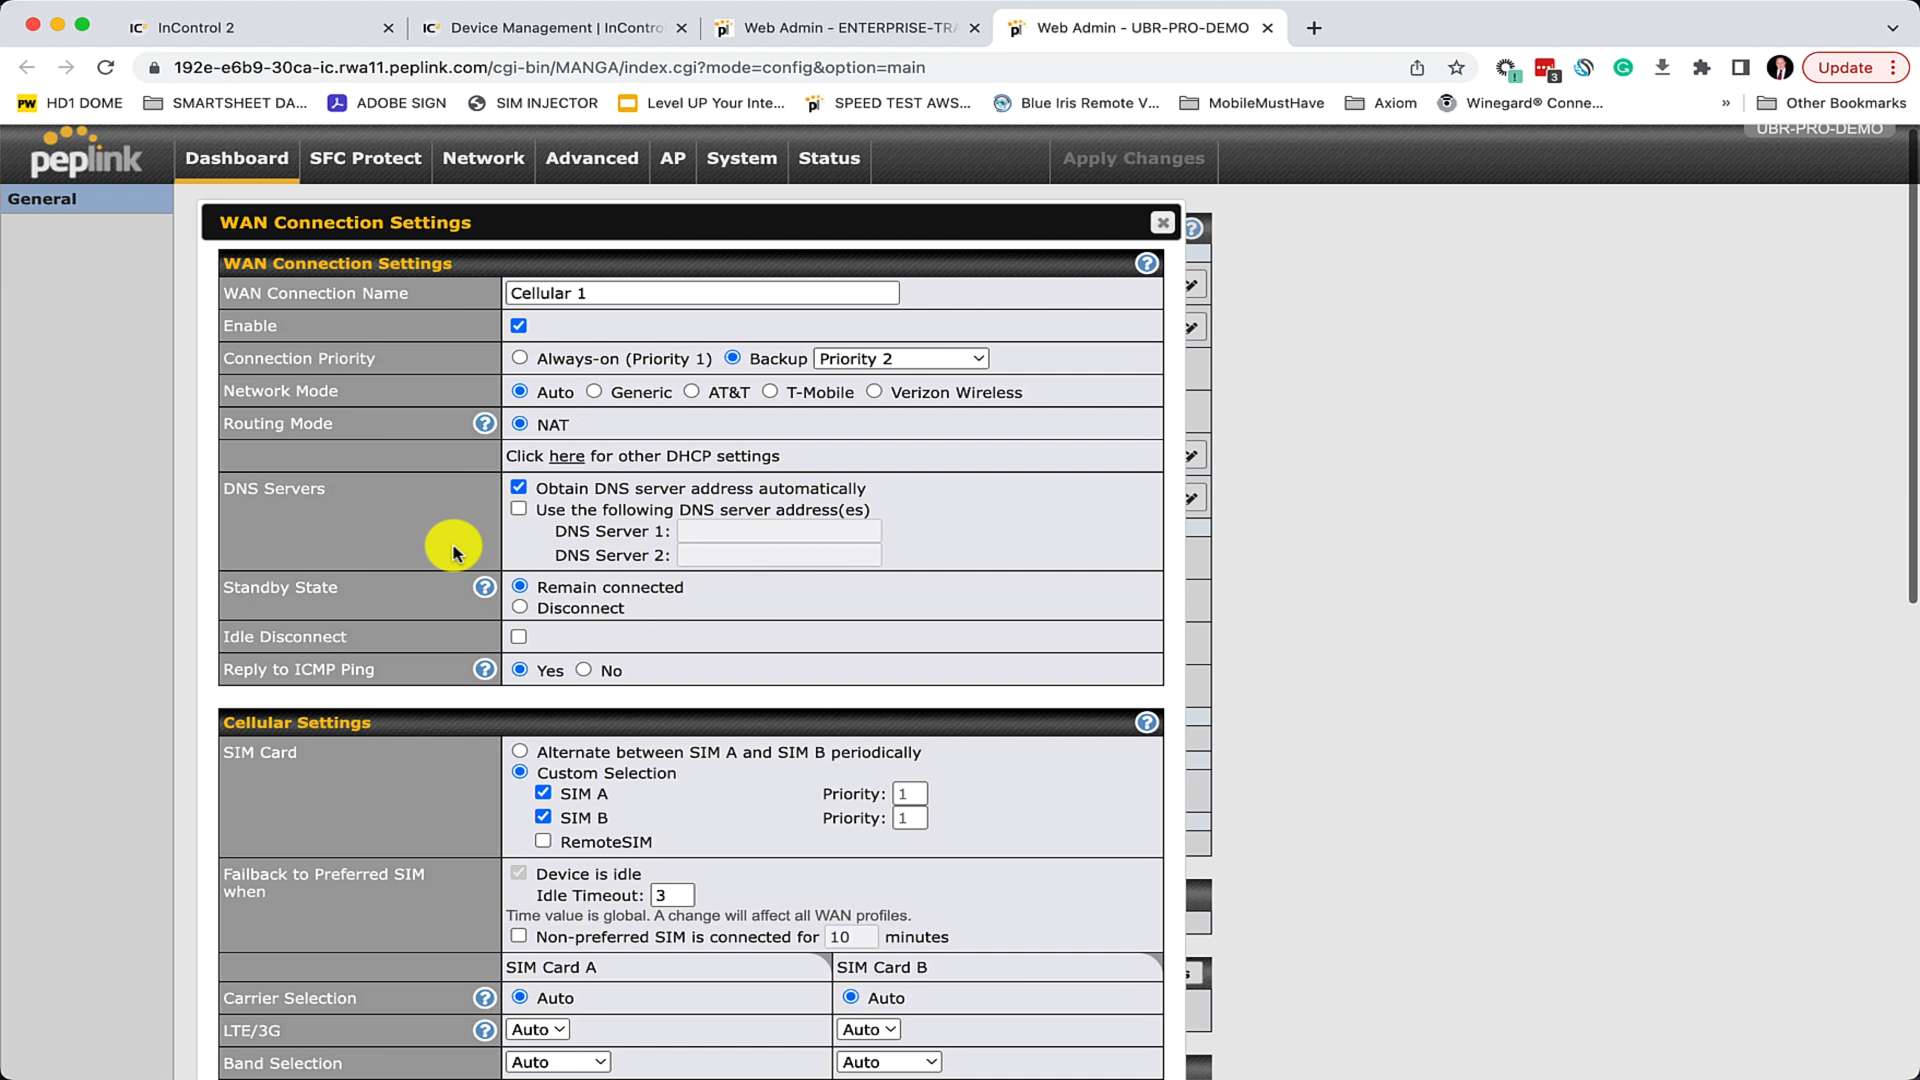 InControl 2
Device Management | InContro
Web Admin - ENTERPRISE-TRA
Web Admin - UBR-PRO-DEMO
192e-e6b9-30ca-ic.rwa11.peplink.com/cgi-bin/MANGA/index.cgi?mode=config&option=main
Update
HD1 DOME
SMARTSHEET DA...
ADOBE SIGN
SIM INJECTOR
Level UP Your Inte...
SPEED TEST AWS...
Blue Iris Remote V...
MobileMustHave
Axiom
Winegard® Conne...
»
Other Bookmarks
UBR-PRO-DEMO
peplink
Dashboard
SFC Protect
Network
Advanced
AP
System
Status
Apply Changes
General
WAN Connection Settings
WAN Connection Settings
WAN Connection Name
Cellular 1
Enable
Connection Priority
Always-on (Priority 1) Backup Priority 2
Network Mode
Auto Generic AT&T T-Mobile Verizon Wireless
Routing Mode
NAT
Click here for other DHCP settings
DNS Servers
Obtain DNS server address automatically
Use the following DNS server address(es)
DNS Server 1:
DNS Server 2:
Standby State
Remain connected
Disconnect
Idle Disconnect
Reply to ICMP Ping
Yes No
Cellular Settings
SIM Card
Alternate between SIM A and SIM B periodically
Custom Selection
SIM A Priority: 1
SIM B Priority: 1
RemoteSIM
Failback to Preferred SIM
when
Device is idle
Idle Timeout: 3
Time value is global. A change will affect all WAN profiles.
Non-preferred SIM is connected for 10 minutes
SIM Card A
SIM Card B
Carrier Selection
Auto
Auto
LTE/3G
Auto
Auto
Band Selection
Auto
Auto